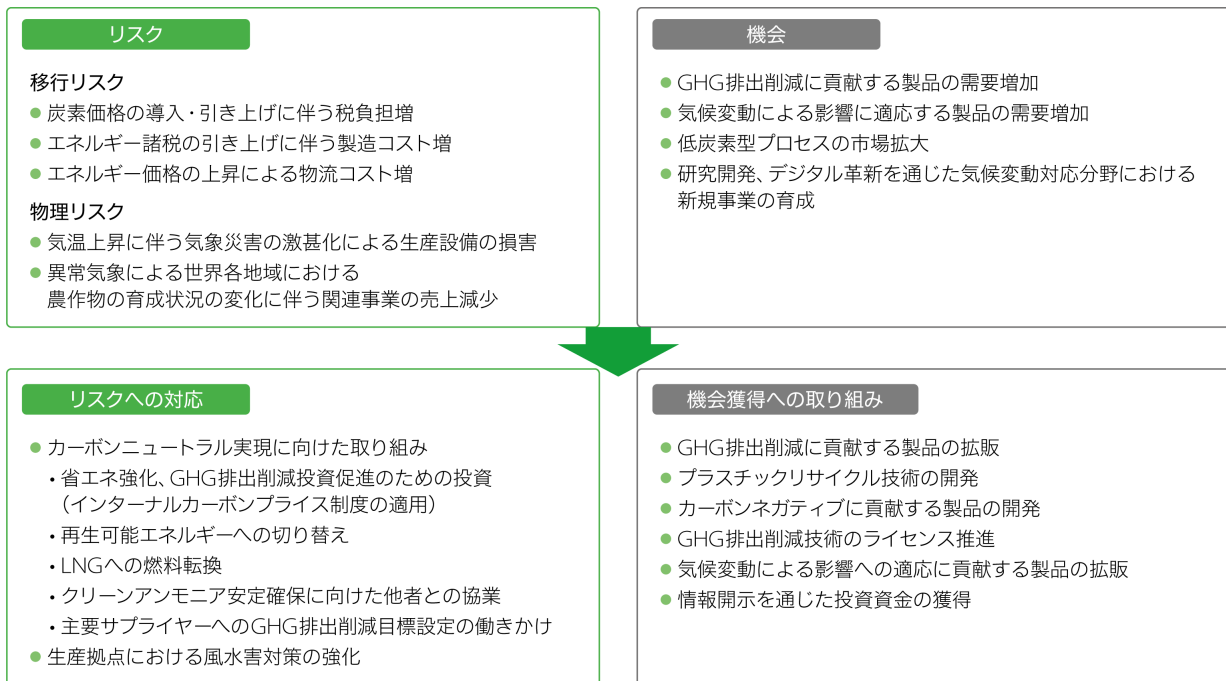 リスク
移行リスク
● 炭素価格の導入・引き上げに伴う税負担増
● エネルギー諸税の引き上げに伴う製造コスト増
● エネルギー価格の上昇による物流コスト増
物理リスク
● 気温上昇に伴う気象災害の激甚化による生産設備の損害
● 異常気象による世界各地域における
農作物の育成状況の変化に伴う関連事業の売上減少
機会
● GHG排出削減に貢献する製品の需要増加
● 気候変動による影響に適応する製品の需要増加
● 低炭素型プロセスの市場拡大
● 研究開発、デジタル革新を通じた気候変動対応分野における
新規事業の育成
リスクへの対応
● カーボンニュートラル実現に向けた取り組み
・省エネ強化、GHG排出削減投資促進のための投資
（インターナルカーボンプライス制度の適用）
・再生可能エネルギーへの切り替え
・LNGへの燃料転換
・クリーンアンモニア安定確保に向けた他者との協業
・主要サプライヤーへのGHG排出削減目標設定の働きかけ
● 生産拠点における風水害対策の強化
機会獲得への取り組み
● GHG排出削減に貢献する製品の拡販
● プラスチックリサイクル技術の開発
● カーボンネガティブに貢献する製品の開発
● GHG排出削減技術のライセンス推進
● 気候変動による影響への適応に貢献する製品の拡販
● 情報開示を通じた投資資金の獲得